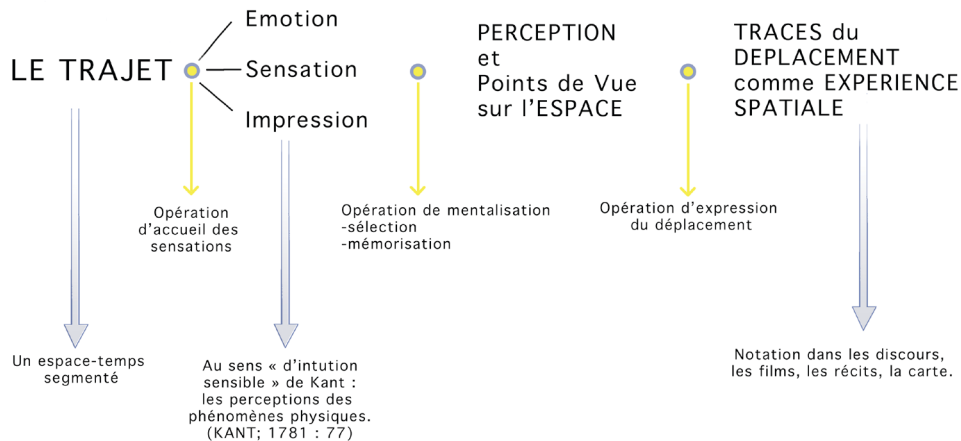 LE TRAJET
Emotion
Sensation
Impression
PERCEPTION
et
Points de Vue
sur l'ESPACE
TRACES du
DEPLACEMENT
comme EXPERIENCE
SPATIALE
Opération
d'accueil des
sensations
Opération de mentalisation
-sélection
-mémorisation
Opération d'expression
du déplacement
Un espace-temps
segmenté
Au sens « d'intution
sensible » de Kant :
les perceptions des
phénomènes physiques.
(KANT; 1781 : 77)
Notation dans les discours,
les films, les récits, la carte.